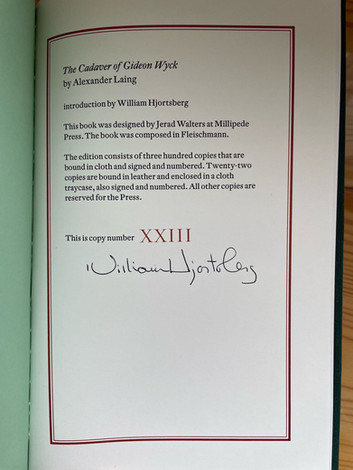 The Cadaver of Gideon Wyck
by Alexander Laing
introduction by William Hjortsberg
This book was designed by Jerad Walters at Millipede
Press. The book was composed in Fleischmann.
The edition consists of three hundred copies that are
bound in cloth and signed and numbered. Twenty-two
copies are bound in leather and enclosed in a cloth
traycase, also signed and numbered. All other copies are
reserved for the Press.
This is copy number XXIII
William Hjortsberg